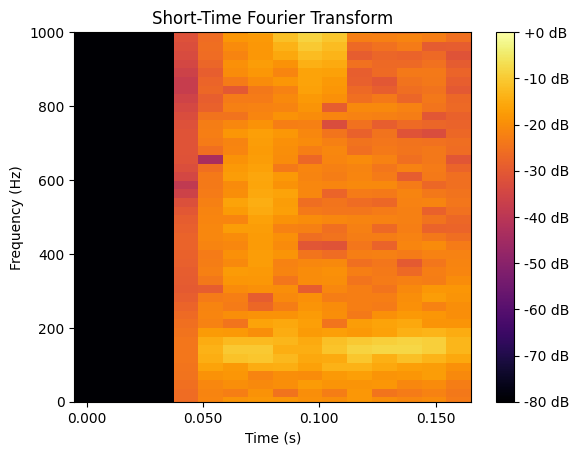 Short-Time Fourier Transform
Frequency (Hz)
1000
800
600
400
200
0
0.000
0.050
0.100
0.150
Time (s)
+0 dB
-10 dB
-20 dB
-30 dB
-40 dB
-50 dB
-60 dB
-70 dB
-80 dB